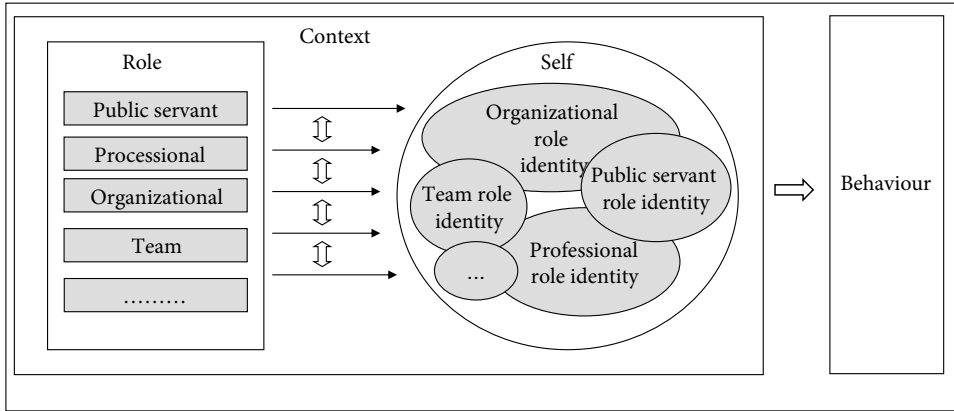 Context
Role
Public servant
Processional
Organizational
Team
.........
Self
Organizational
role
identity
Team role
identity
Public servant
role identity
Professional
role identity
...
Behaviour